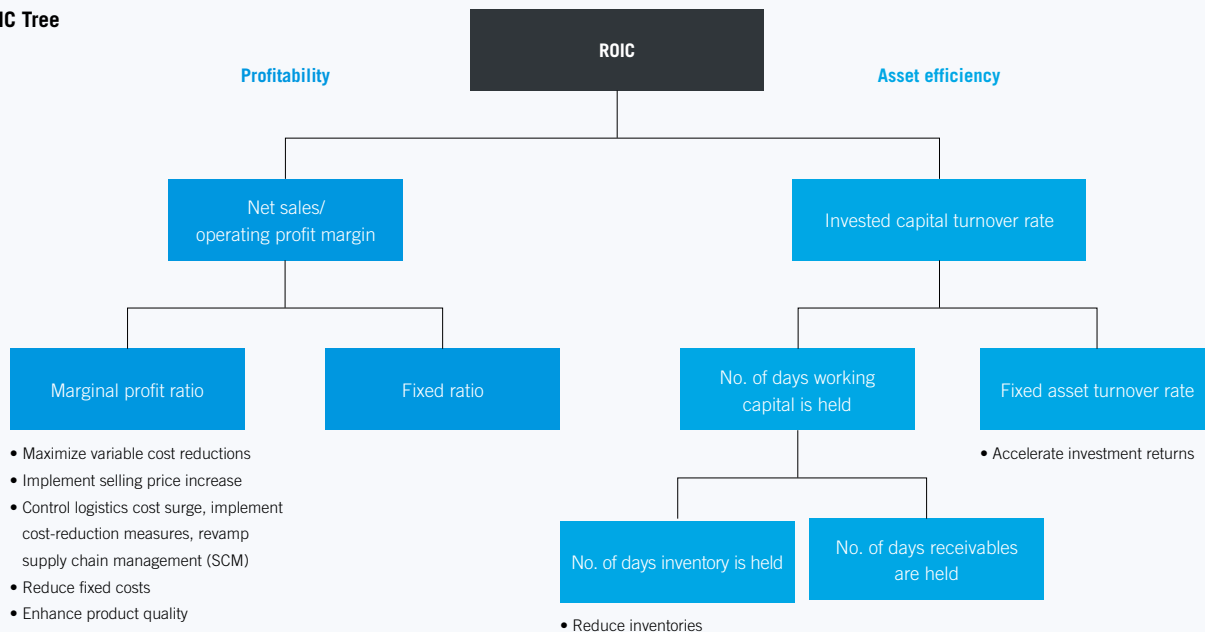 IC Tree
ROIC
Profitability
Asset efficiency
Net sales/
operating profit margin
Invested capital turnover rate
Marginal profit ratio
Fixed ratio
No. of days working
capital is held
Fixed asset turnover rate
• Maximize variable cost reductions
• Implement selling price increase
• Control logistics cost surge, implement
cost-reduction measures, revamp
supply chain management (SCM)
• Reduce fixed costs
• Enhance product quality
• Accelerate investment returns
No. of days inventory is held
No. of days receivables
are held
• Reduce inventories